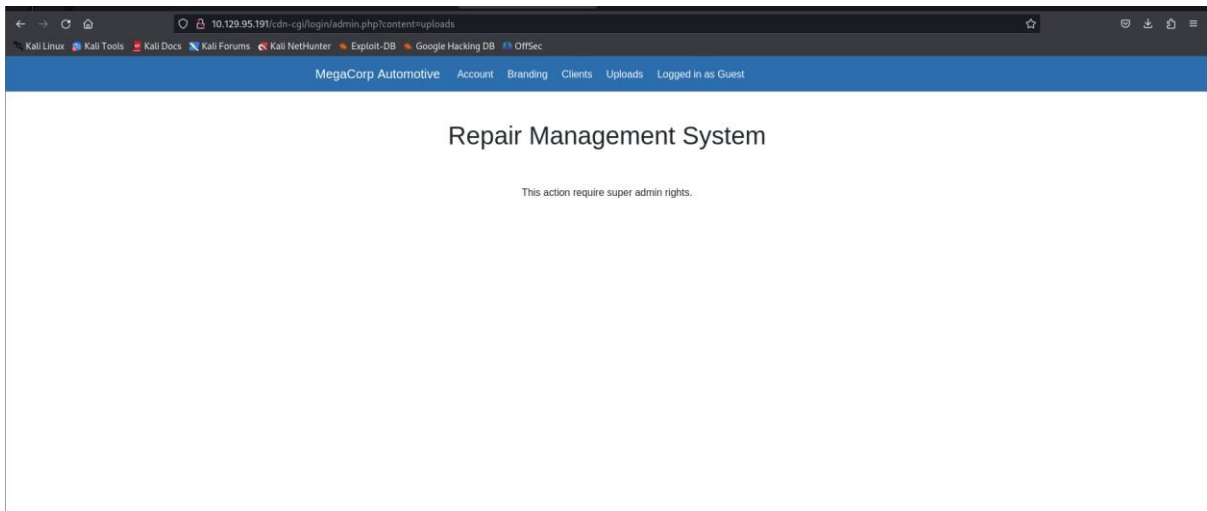 10.129.95.191/cdn-cgi/login/admin.php?content=uploads
Kali Linux Kali Tools Kali Docs Kali Forums Kali NetHunter Exploit-DB Google Hacking DB OffSec
MegaCorp Automotive Account Branding Clients Uploads Logged in as Guest
Repair Management System
This action require super admin rights.